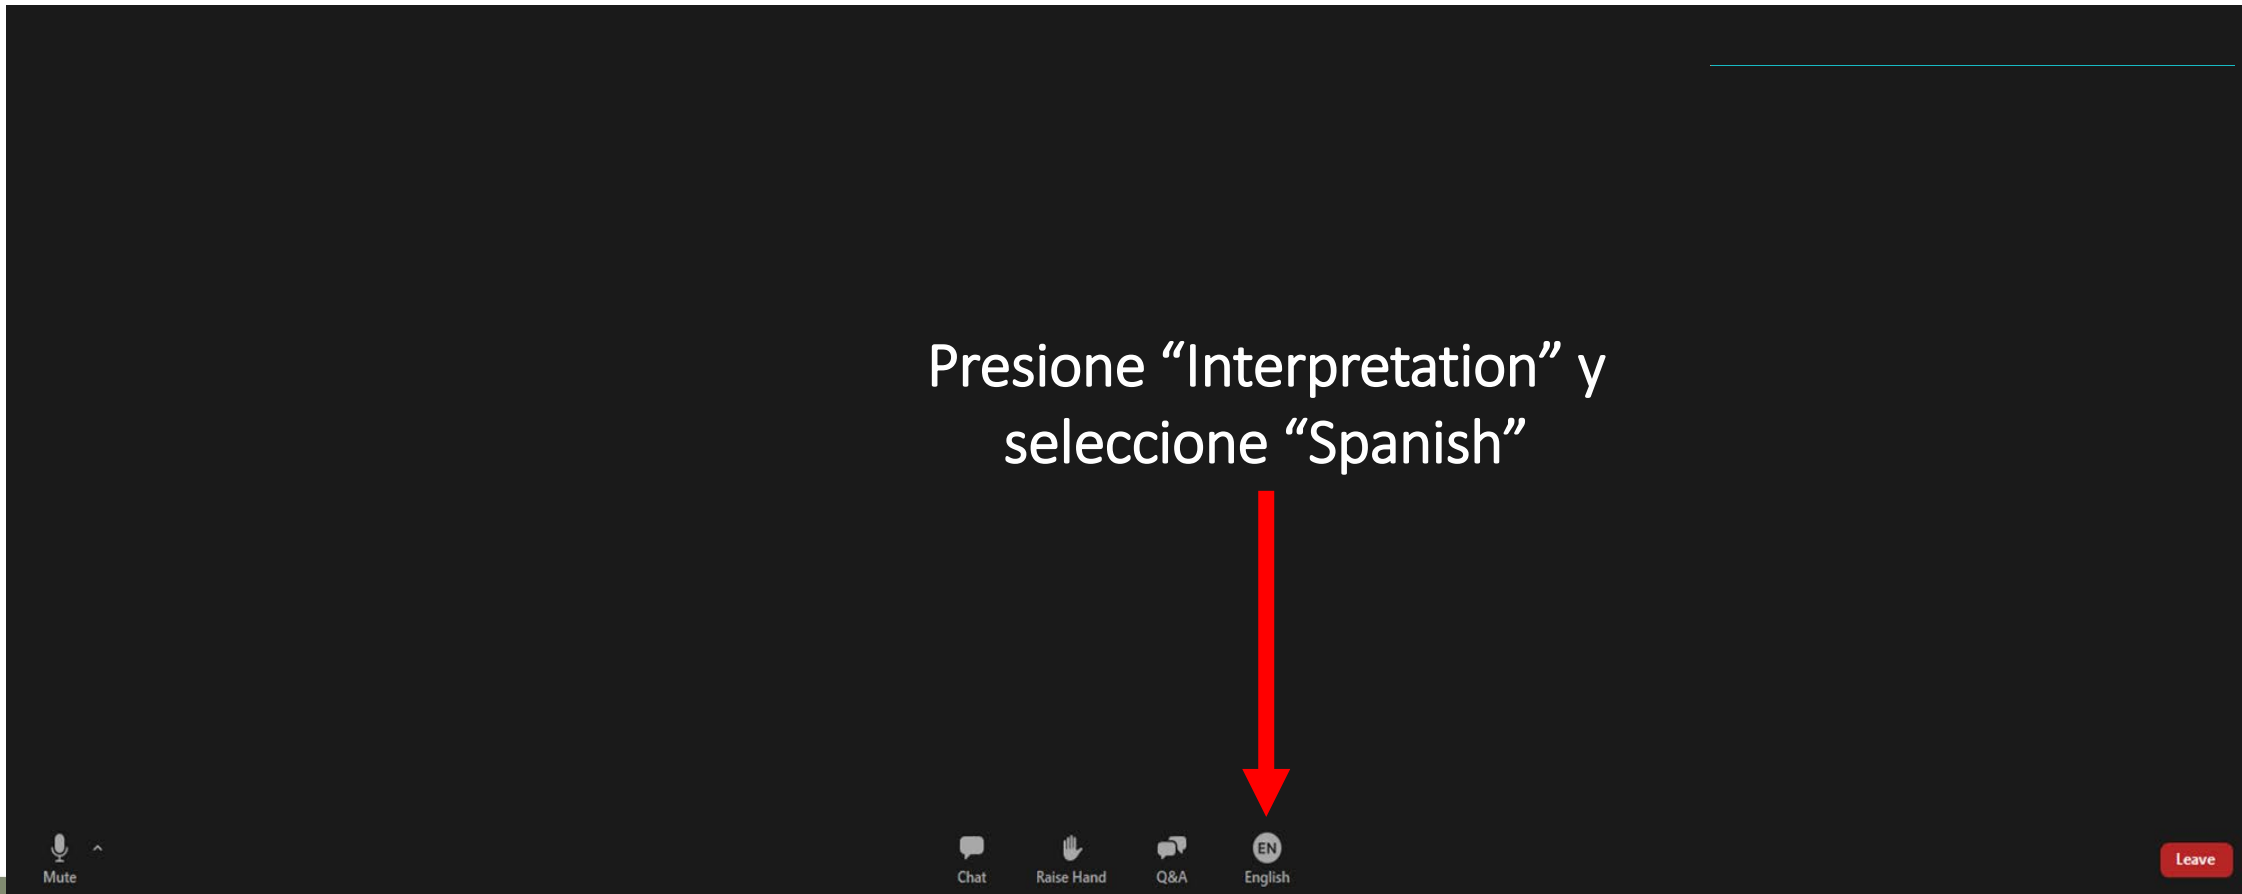 Presione “Interpretation” y
seleccione “Spanish”
EN
Mute
Chat
Raise Hand
Q&A
English
Leave